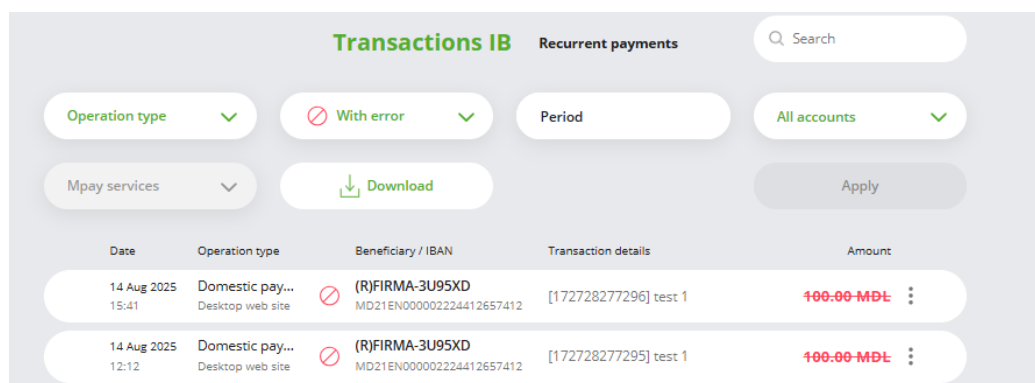 Transactions IB Recurrent payments Search
Operation type With error Period All accounts
Mpay services Download Apply
Date Operation type Beneficiary / IBAN Transaction details Amount
14 Aug 2025 Domestic pay... (R)FIRMA-3U95XD [172728277296] test 1 100.00 MDL
15:41 Desktop web site MD21EN000002224412657412
14 Aug 2025 Domestic pay... (R)FIRMA-3U95XD [172728277295] test 1 100.00 MDL
12:12 Desktop web site MD21EN000002224412657412